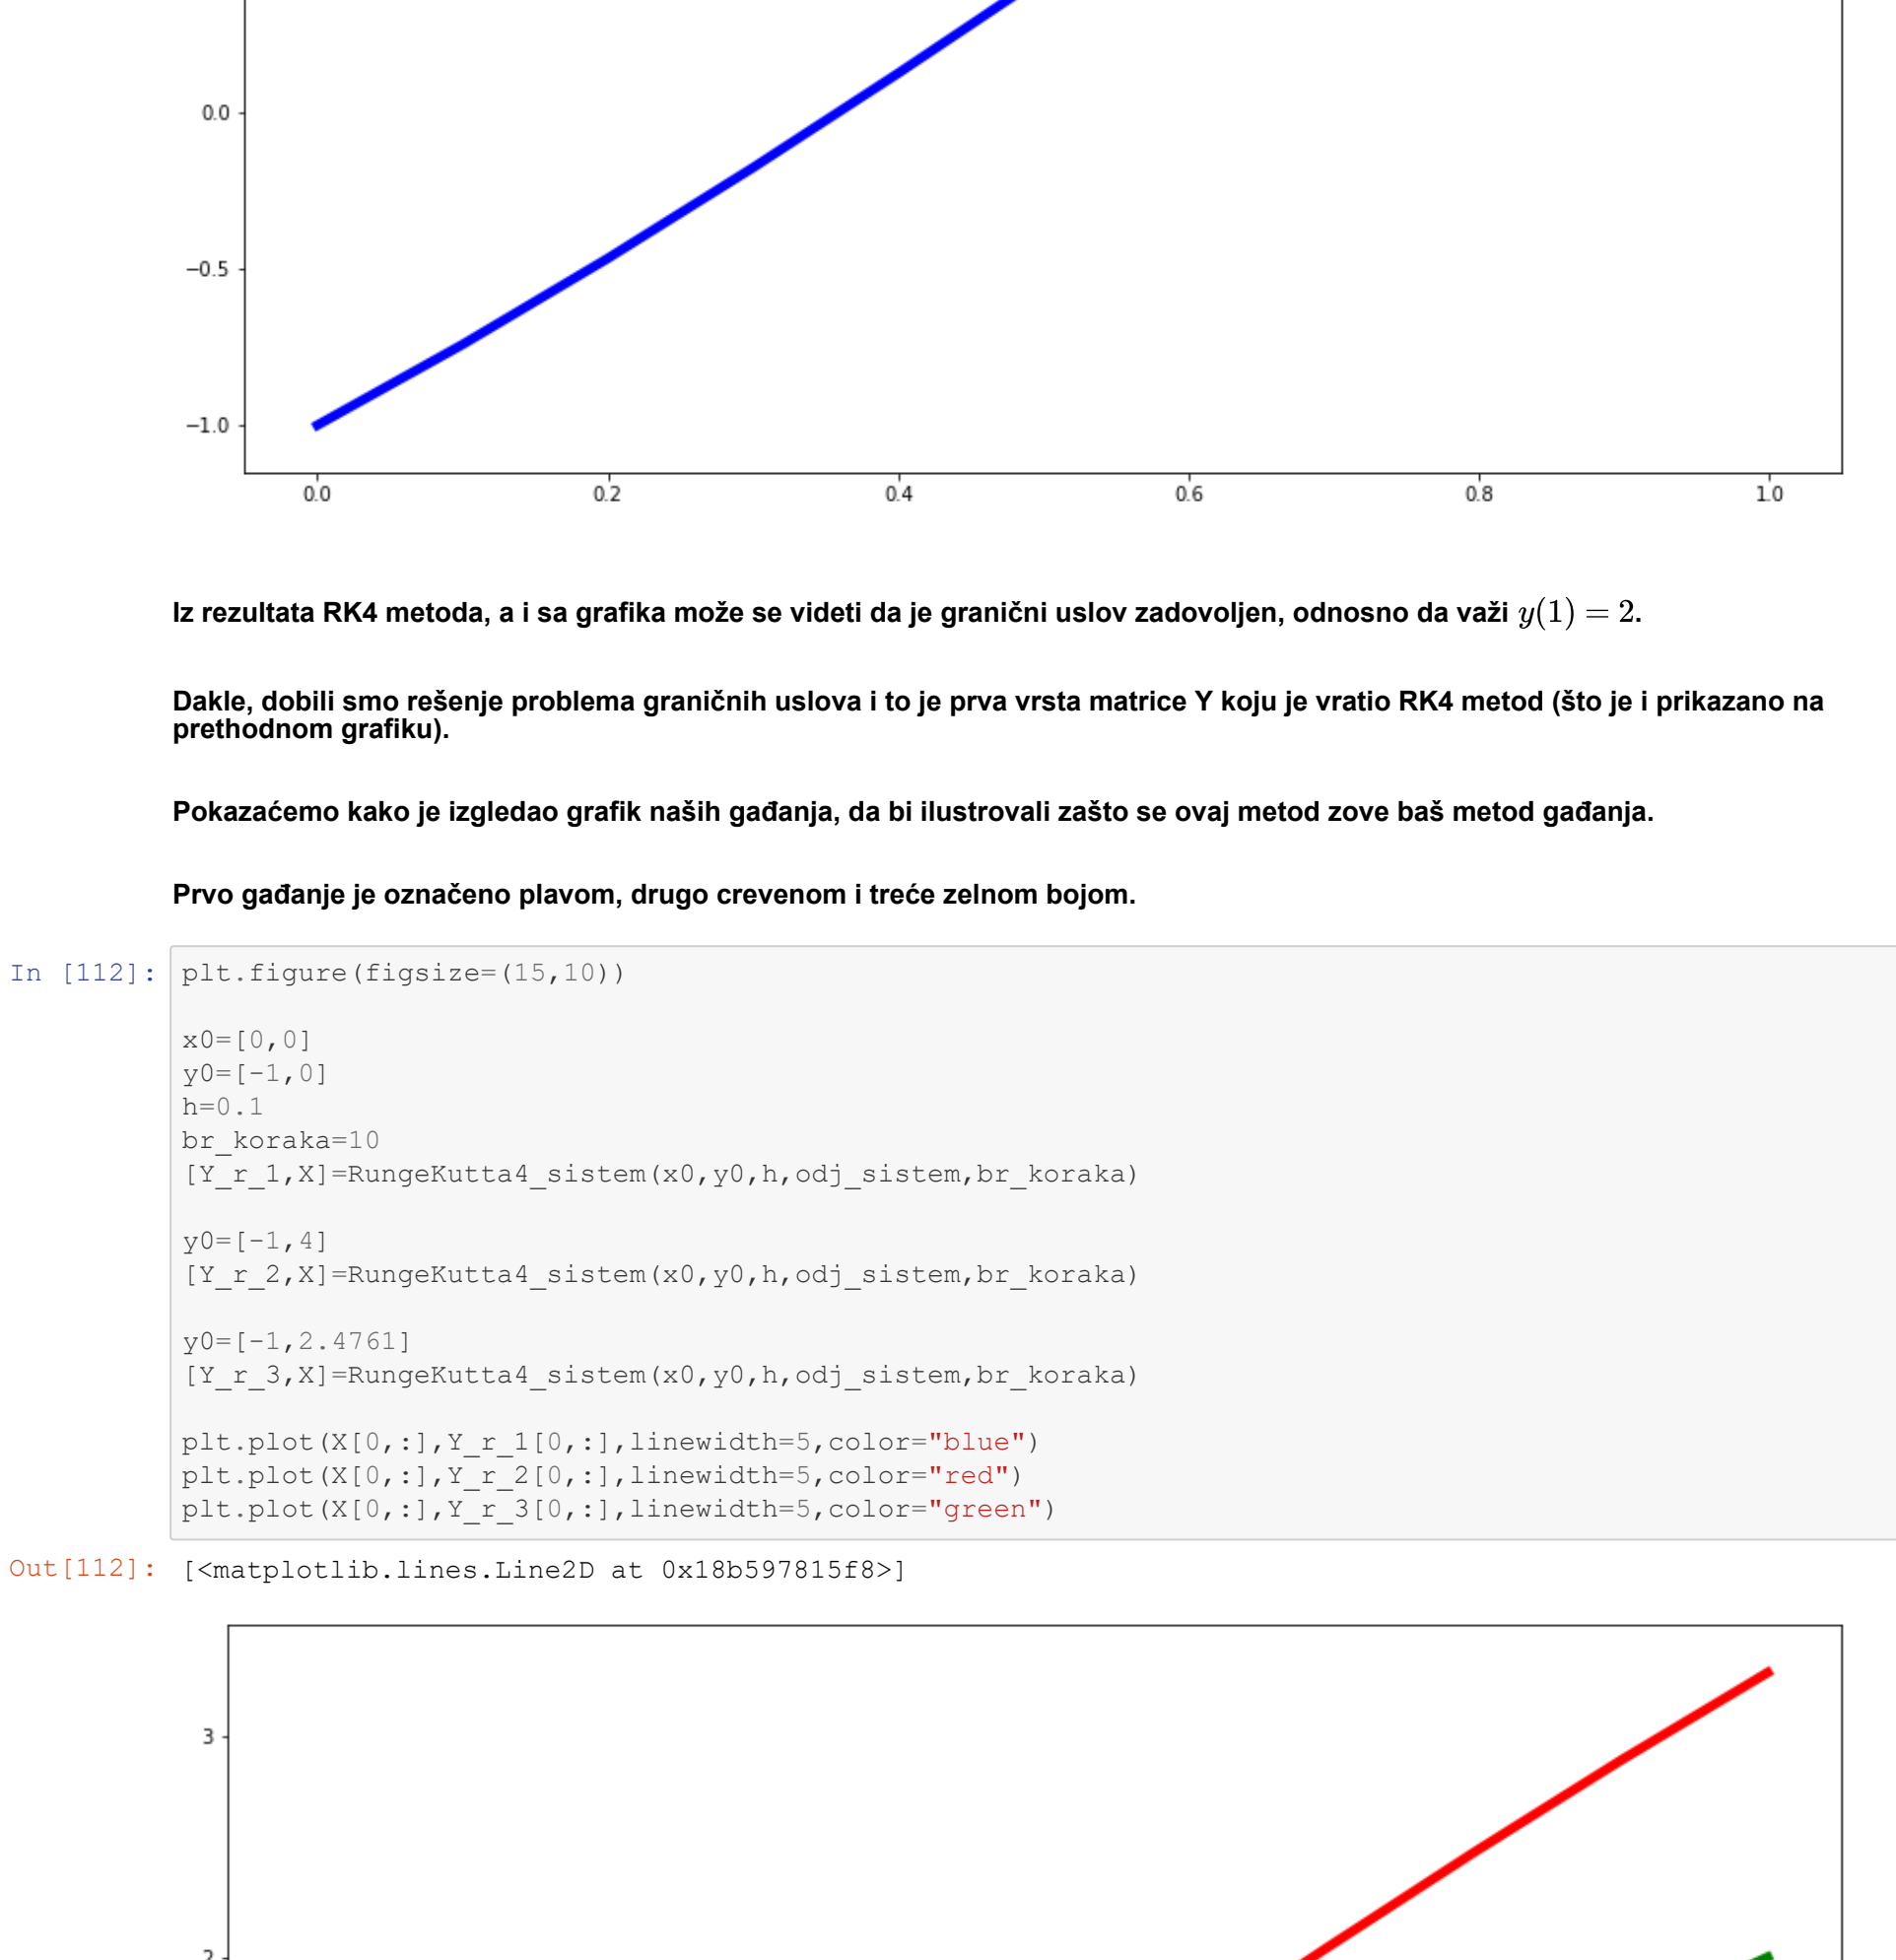 0.0
−0.5
−1.0
0.0 0.2 0.4 0.6 0.8 1.0
Iz rezultata RK4 metoda, a i sa grafika može se videti da je granični uslov zadovoljen, odnosno da važi y(1) = 2.
Dakle, dobili smo rešenje problema graničnih uslova i to je prva vrsta matrice Y koju je vratio RK4 metod (što je i prikazano na
prethodnom grafiku).
Pokazaćemo kako je izgledao grafik naših gađanja, da bi ilustrovali zašto se ovaj metod zove baš metod gađanja.
Prvo gađanje je označeno plavom, drugo crevenom i treće zelnom bojom.
In [112]: plt.figure(figsize=(15,10))
x0=[0,0]
y0=[-1,0]
h=0.1
br_koraka=10
[Y_r_1,X]=RungeKutta4_sistem(x0,y0,h,odj_sistem,br_koraka)
y0=[-1,4]
[Y_r_2,X]=RungeKutta4_sistem(x0,y0,h,odj_sistem,br_koraka)
y0=[-1,2.4761]
[Y_r_3,X]=RungeKutta4_sistem(x0,y0,h,odj_sistem,br_koraka)
plt.plot(X[0,:],Y_r_1[0,:],linewidth=5,color="blue")
plt.plot(X[0,:],Y_r_2[0,:],linewidth=5,color="red")
plt.plot(X[0,:],Y_r_3[0,:],linewidth=5,color="green")
Out[112]: [<matplotlib.lines.Line2D at 0x18b597815f8>]
3
2